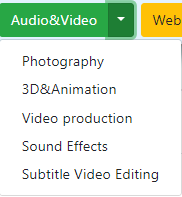 Audio&Video
Web
Photography
3D&Animation
Video production
Sound Effects
Subtitle Video Editing